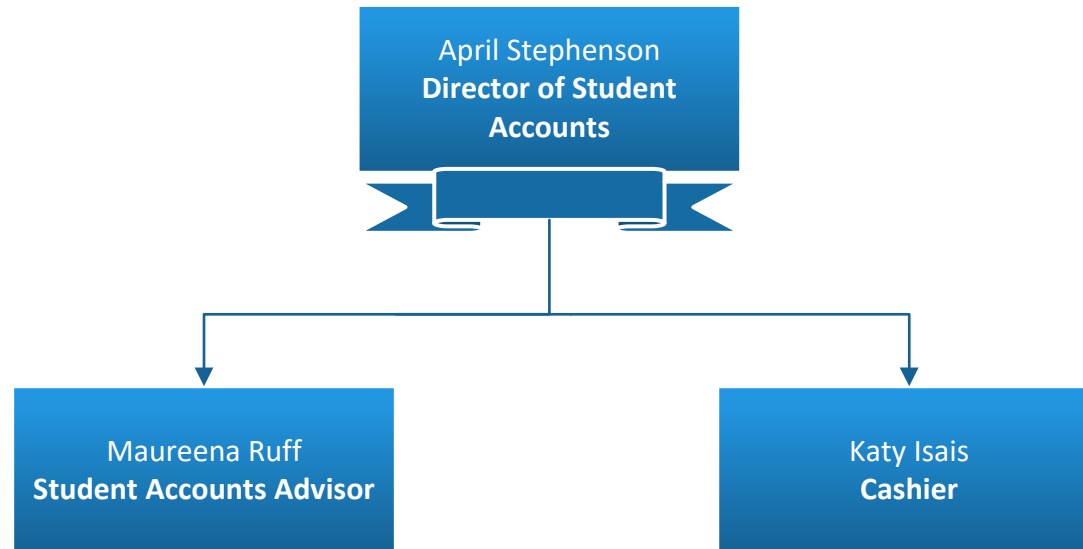 April Stephenson
Director of Student
Accounts
Maureena Ruff
Student Accounts Advisor
Katy Isais
Cashier